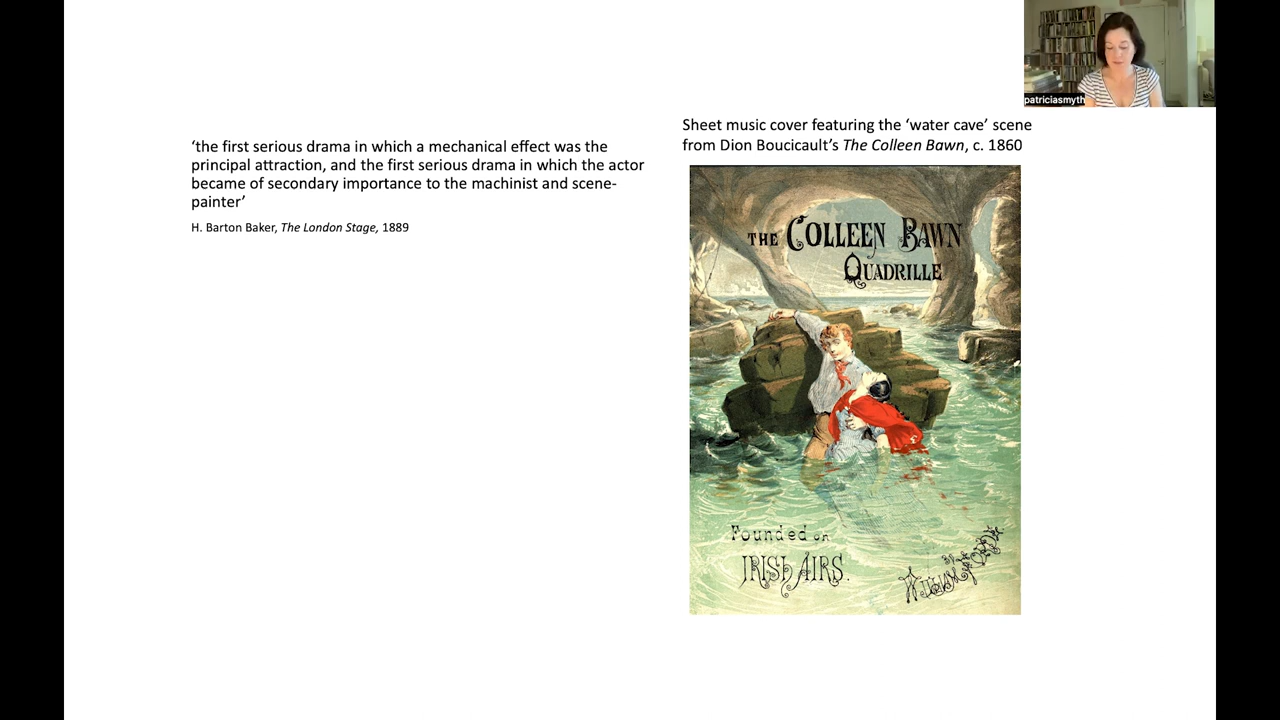 patriciasmyth
‘the first serious drama in which a mechanical effect was the
principal attraction, and the first serious drama in which the actor
became of secondary importance to the machinist and scene-
painter’
H. Barton Baker, The London Stage, 1889
Sheet music cover featuring the ‘water cave’ scene
from Dion Boucicault’s The Colleen Bawn, c. 1860
THE COLLEEN BAWN
QUADRILLE
Founded on
IRISH AIRS.
BY